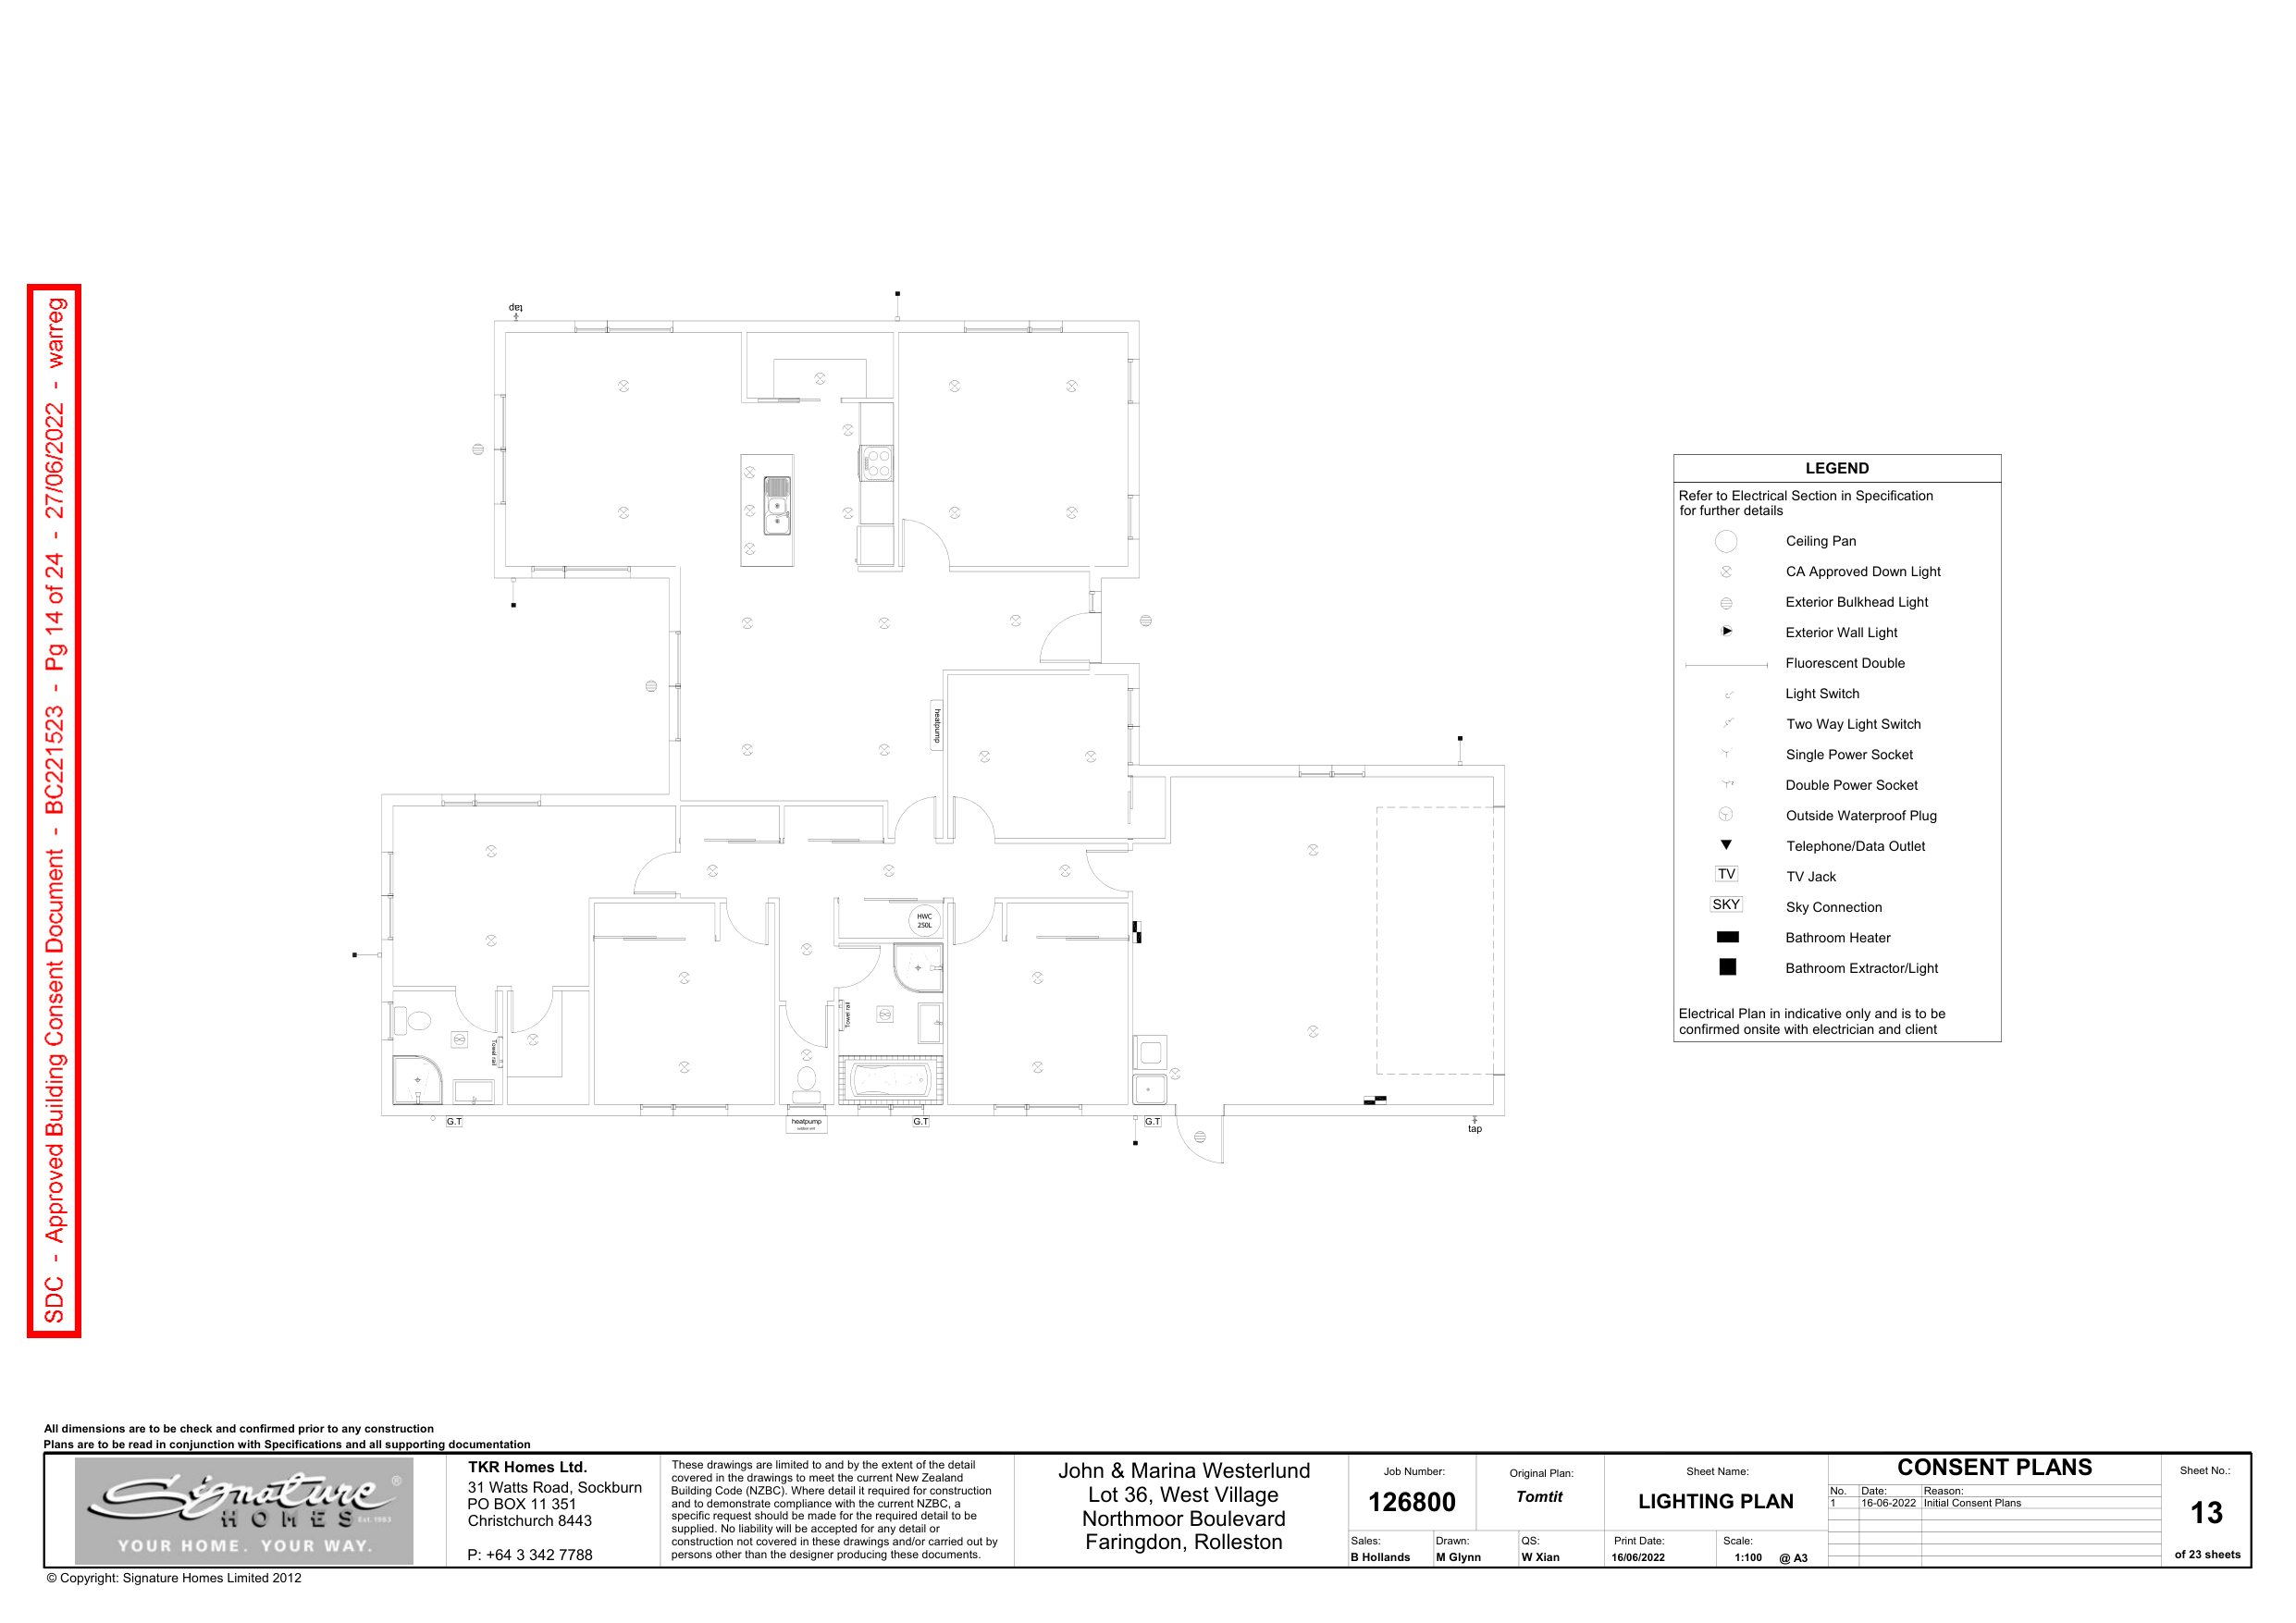 SDC - Approved Building Consent Document - BC221523 - Pg 14 of 24 - 27/06/2022 - warreg
tap
heatpump
HWC
250L
Towel rail
Towel rail
G.T
heatpump
G.T
G.T
tap
LEGEND
Refer to Electrical Section in Specification
for further details
Ceiling Pan
CA Approved Down Light
Exterior Bulkhead Light
Exterior Wall Light
Fluorescent Double
Light Switch
Two Way Light Switch
Single Power Socket
Double Power Socket
Outside Waterproof Plug
Telephone/Data Outlet
TV TV Jack
SKY Sky Connection
Bathroom Heater
Bathroom Extractor/Light
Electrical Plan in indicative only and is to be
confirmed onsite with electrician and client
All dimensions are to be check and confirmed prior to any construction
Plans are to be read in conjunction with Specifications and all supporting documentation
Signature ®
HOMES Est. 1983
YOUR HOME. YOUR WAY.
TKR Homes Ltd.
31 Watts Road, Sockburn
PO BOX 11 351
Christchurch 8443
P: +64 3 342 7788
These drawings are limited to and by the extent of the detail
covered in the drawings to meet the current New Zealand
Building Code (NZBC). Where detail it required for construction
and to demonstrate compliance with the current NZBC, a
specific request should be made for the required detail to be
supplied. No liability will be accepted for any detail or
construction not covered in these drawings and/or carried out by
persons other than the designer producing these documents.
John & Marina Westerlund
Lot 36, West Village
Northmoor Boulevard
Faringdon, Rolleston
Job Number:
126800
Original Plan:
Tomtit
Sales:
B Hollands
Drawn:
M Glynn
QS:
W Xian
Sheet Name:
LIGHTING PLAN
Print Date:
16/06/2022
Scale:
1:100 @ A3
CONSENT PLANS
No. Date: Reason:
1 16-06-2022 Initial Consent Plans
Sheet No.:
13
of 23 sheets
© Copyright: Signature Homes Limited 2012